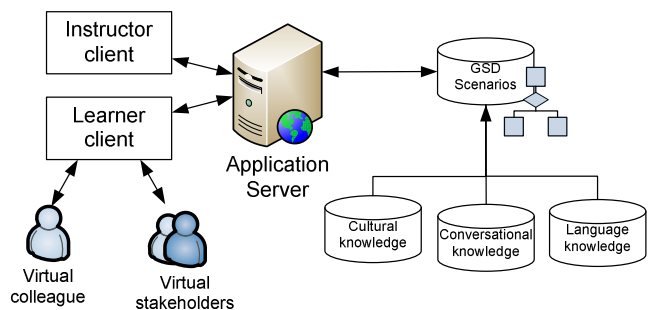 Instructor
client
Learner
client
Application
Server
GSD
Scenarios
Cultural
knowledge
Conversational
knowledge
Language
knowledge
Virtual
colleague
Virtual
stakeholders